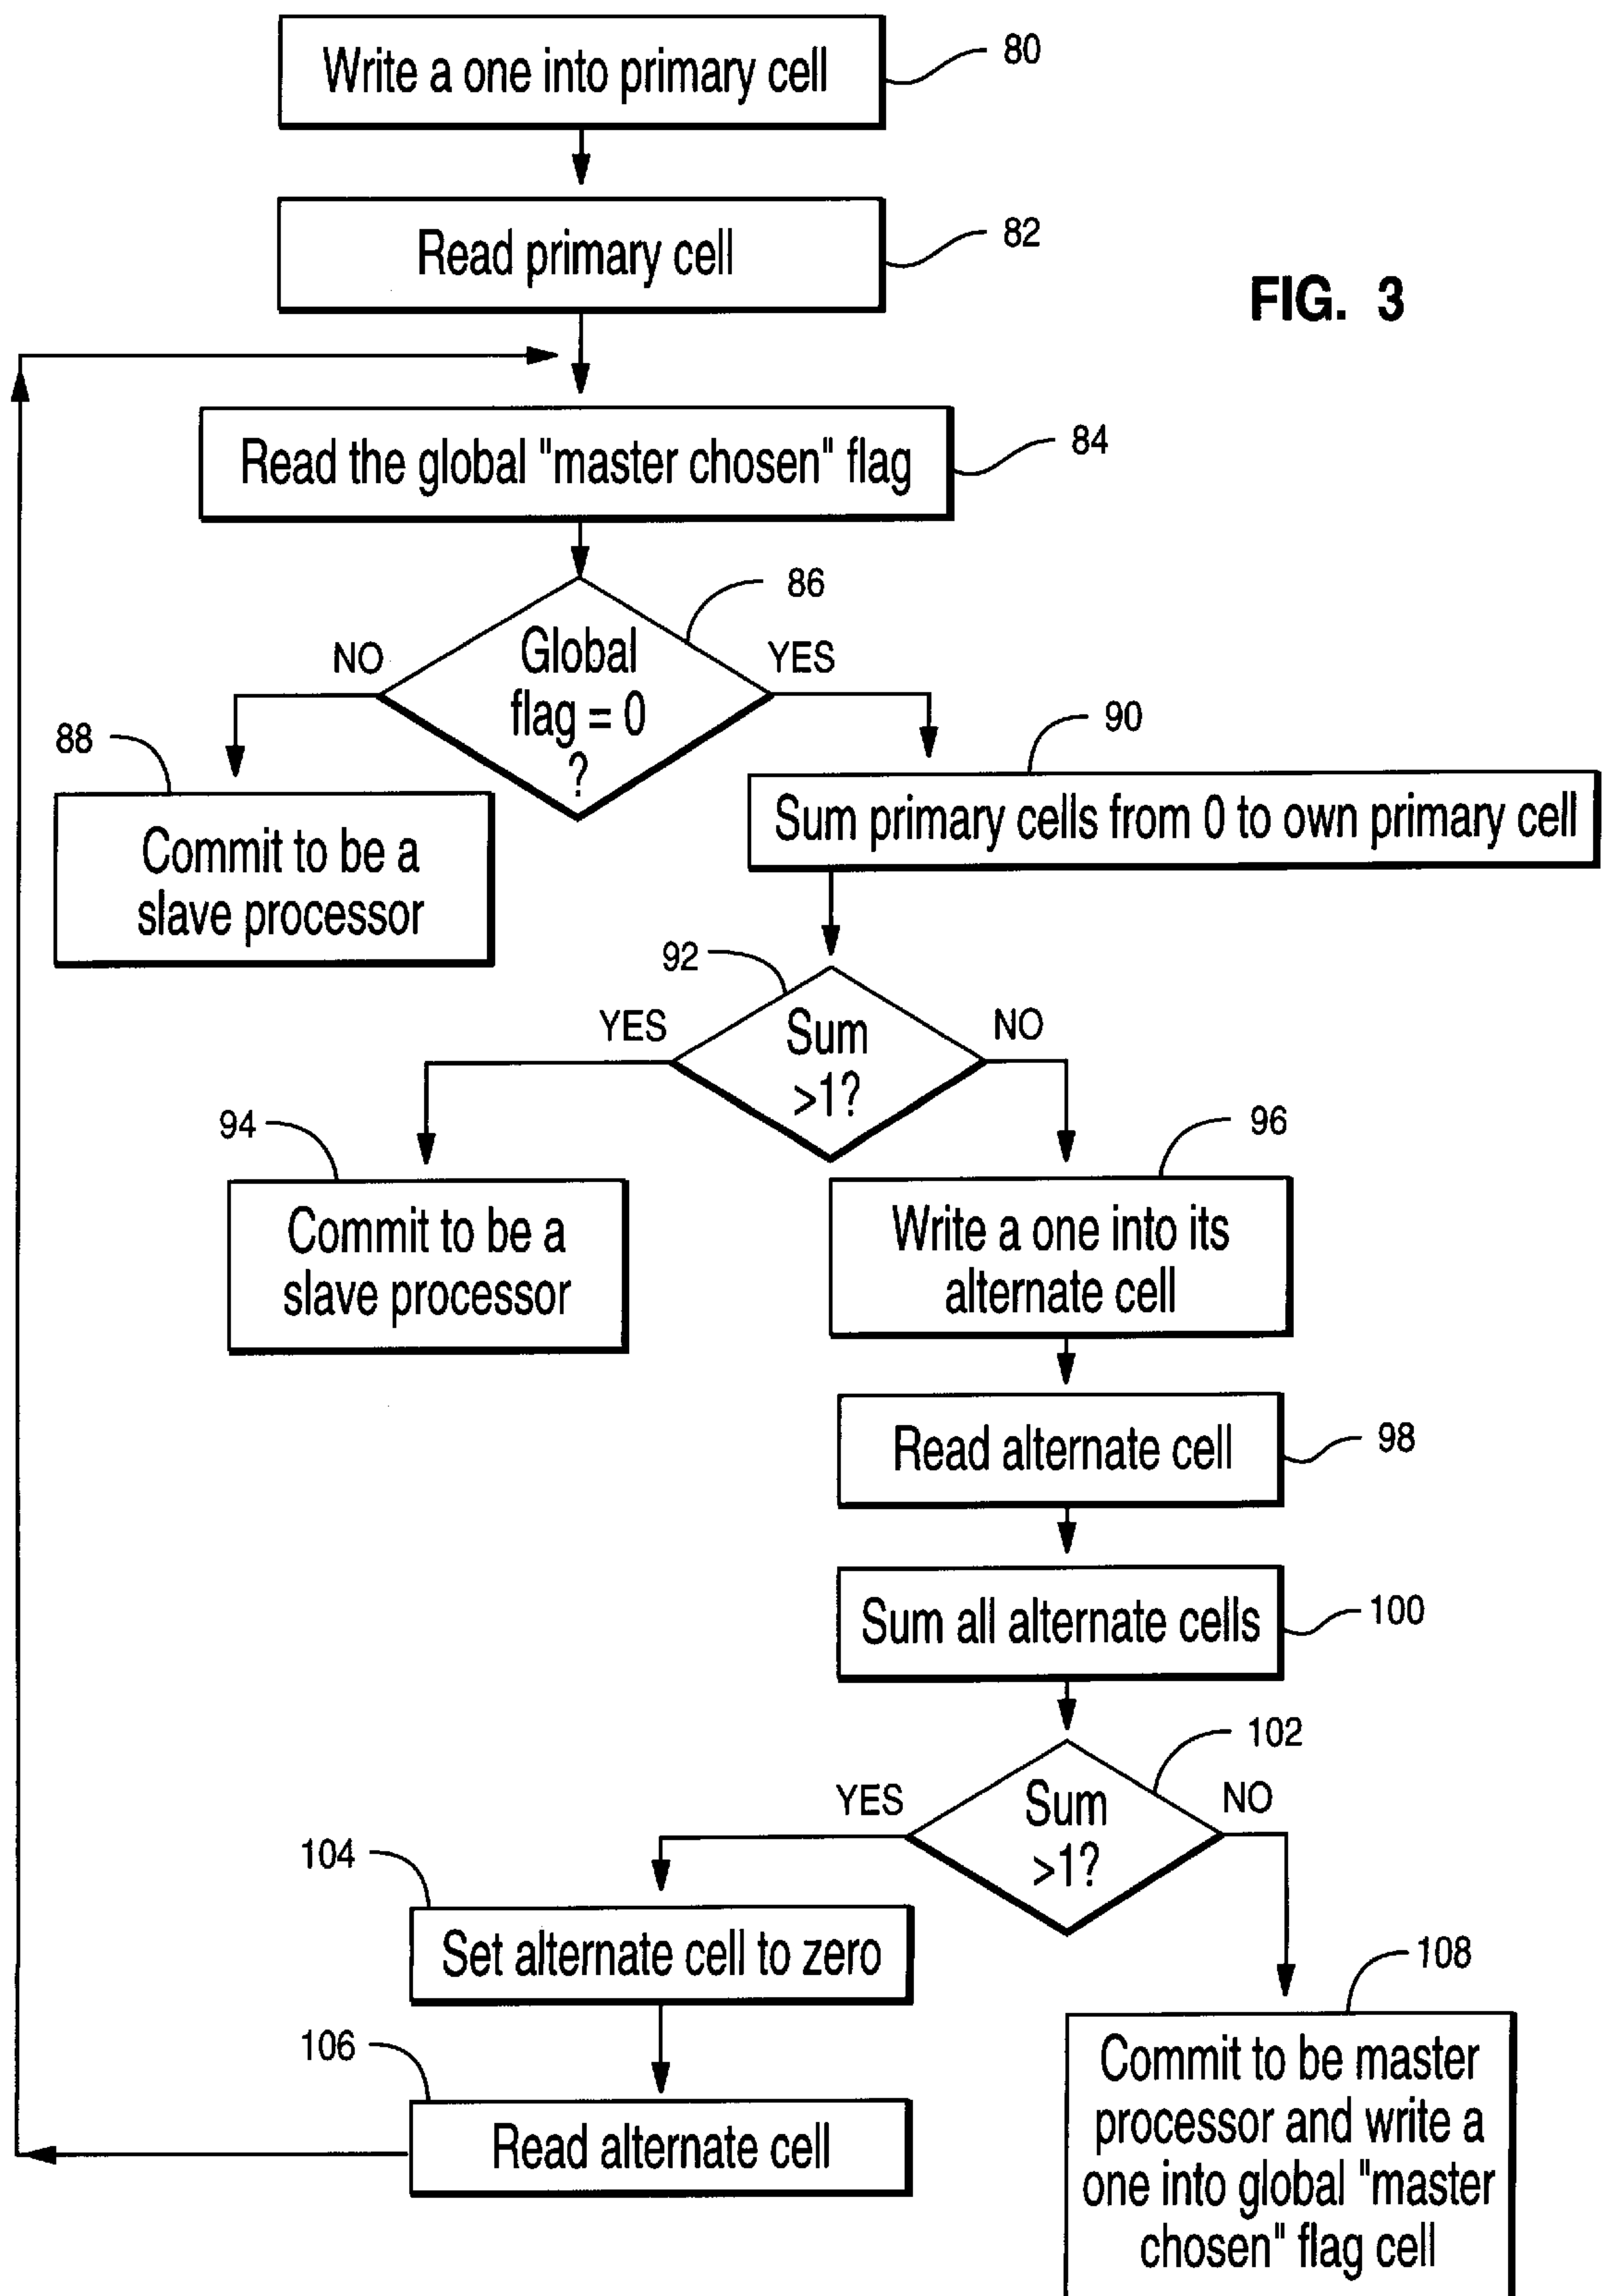 Write a one into primary cell
80
Read primary cell
82
FIG. 3
Read the global "master chosen" flag
84
86
NO
Global
flag = 0
?
YES
88
90
Commit to be a
slave processor
Sum primary cells from 0 to own primary cell
92
YES
Sum
>1?
NO
94
96
Commit to be a
slave processor
Write a one into its
alternate cell
Read alternate cell
98
Sum all alternate cells
100
102
YES
Sum
>1?
NO
104
Set alternate cell to zero
108
106
Read alternate cell
Commit to be master
processor and write a
one into global "master
chosen" flag cell